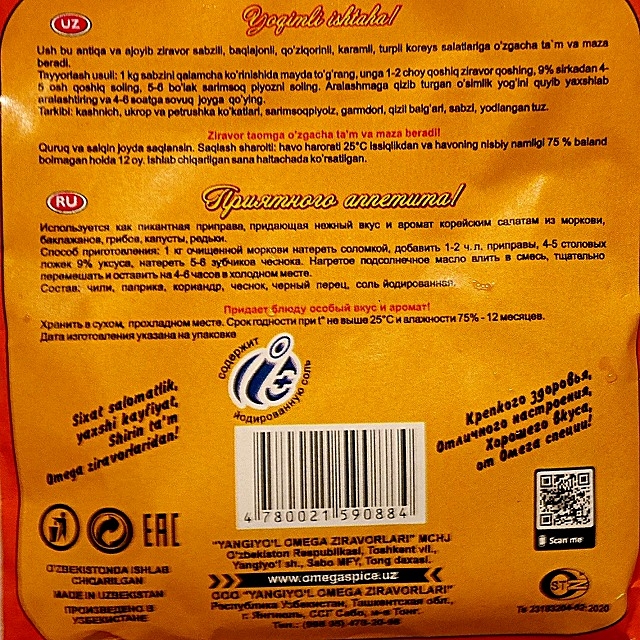 UZ
Yoqimli ishtaha!
Ush bu antiqa va ajoyib ziravor sabzili, baqlajonli, qo'ziqorinli, karamli, turpli koreys salatlariga o'zgacha ta'm va maza
beradi.
Tayyorlash usuli: 1 kg sabzini qalamcha ko'rinishida mayda to'g'rang, unga 1-2 choy qoshiq ziravor qoshing, 9% sirkadan 4-
5 osh qoshiq soling, 5-6 bo'lak sarimsoq piyozni soling. Aralashmaga qizib turgan o'simlik yog'ini quyib yaxshlab
aralashtiring va 4-6 soatga sovuq joyga qo'ying.
Tarkibi: kashnich, ukrop va petrushka ko'katlari, sarimsoqpiyolz, garmdori, qizil balg'ari, sabzi, yodlangan tuz.
Ziravor taomga o'zgacha ta'm va maza beradi!
Quruq va salqin joyda saqlansin. Saqlash sharoiti: havo harorati 25°C issiqlikdan va havoning nisbiy namligi 75 % baland
bolmagan holda 12 oy. Ishlab chiqarilgan sana haltachada ko'rsatilgan.
RU
Приятного аппетита!
Используется как пикантная приправа, придающая нежный вкус и аромат корейским салатам из моркови,
баклажанов, грибов, капусты, редьки.
Способ приготовления: 1 кг очищенной моркови натереть соломкой, добавить 1-2 ч.л. приправы, 4-5 столовых
ложек 9% уксуса, натереть 5-6 зубчиков чеснока. Нагретое подсолнечное масло влить в смесь, тщательно
перемешать и оставить на 4-6 часов в холодном месте.
Состав: чили, паприка, кориандр, чеснок, черный перец, соль йодированная.
Придает блюду особый вкус и аромат!
Хранить в сухом, прохладном месте. Срок годности при t° не выше 25°C и влажности 75% - 12 месяцев.
Дата изготовления указана на упаковке
содержит
йодированную соль
Sixat salomatlik,
yaxshi kayfiyat,
Shirin ta'm
Omega ziravorlaridan!
Крепкого здоровья,
Отличного настроения,
Хорошего вкуса,
от Омега специи!
4 780021 590884
Scan me
EAC
O'ZBEKISTONDA ISHLAB
CHIQARILGAN
MADE IN UZBEKISTAN
ПРОИЗВЕДЕНО В
УЗБЕКИСТАНЕ
"YANGIYO'L OMEGA ZIRAVORLARI" MCHJ
O'zbekiston Respublikasi, Toshkent vil.,
Yangiyo'l sh., Sabo MFY, Tong daxasi.
www.omegaspice.uz
ООО "YANGIYO'L OMEGA ZIRAVORLARI"
Республика Узбекистан, Ташкентская обл.,
г. Янгиюль, ССГ Сабо, м-в Тонг.